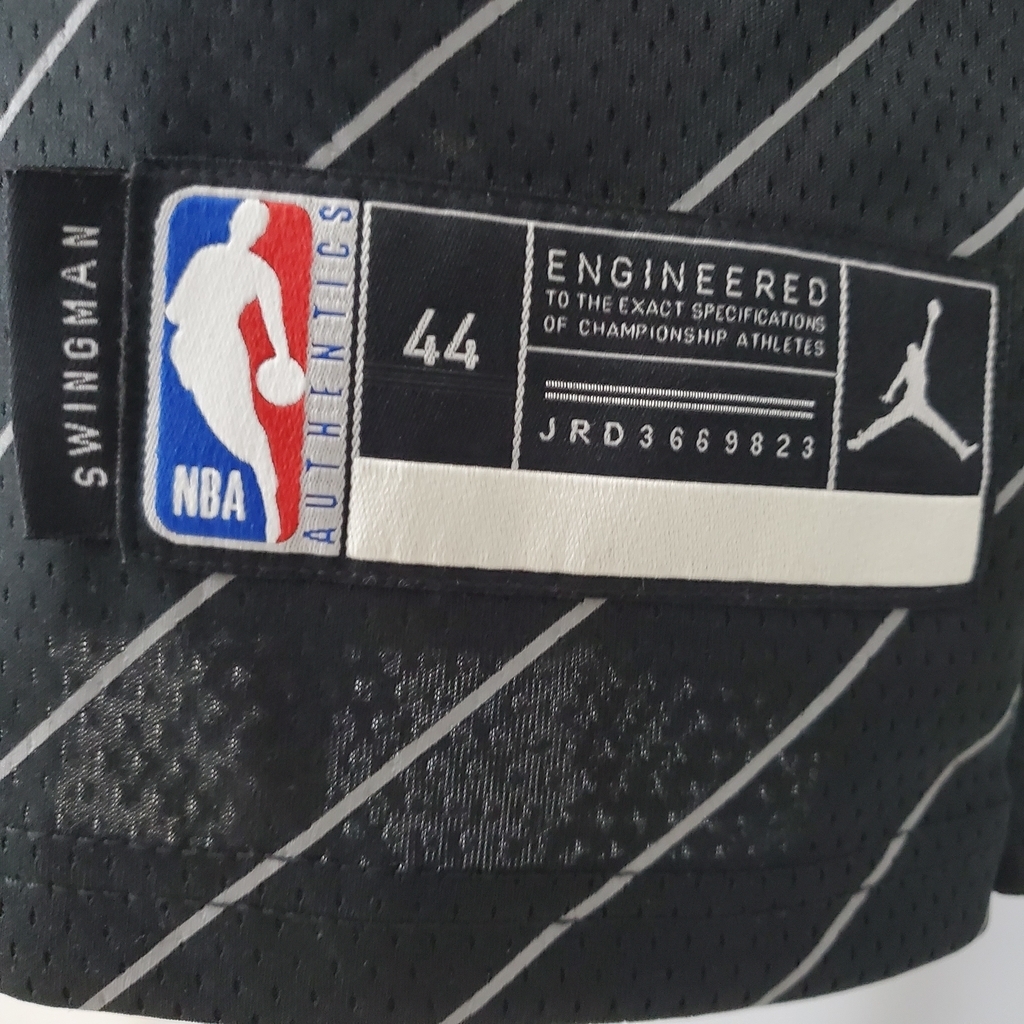 SWINGMAN
NBA
AUTHENTICS
44
ENGINEERED
TO THE EXACT SPECIFICATIONS
OF CHAMPIONSHIP ATHLETES
JRD3669823